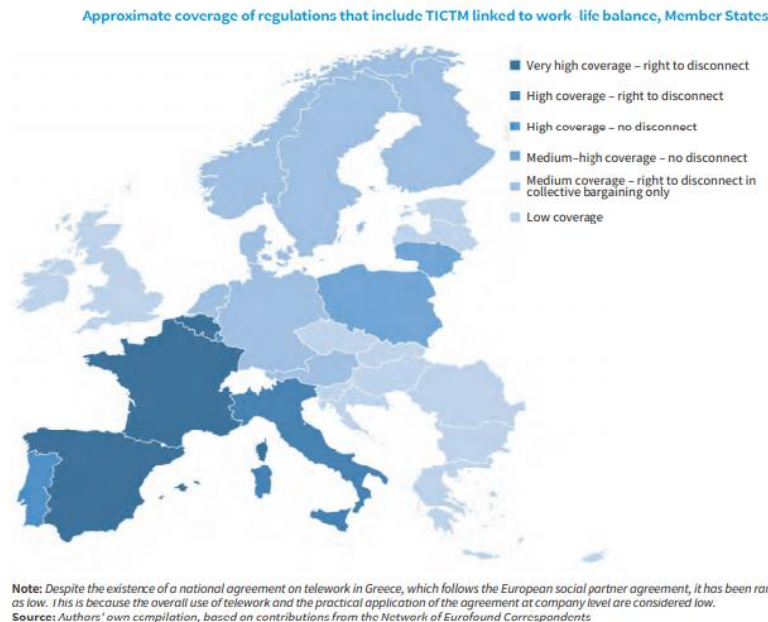 Approximate coverage of regulations that include TICTM linked to work–life balance, Member States
Very high coverage – right to disconnect
High coverage – right to disconnect
High coverage – no disconnect
Medium–high coverage – no disconnect
Medium coverage – right to disconnect in
collective bargaining only
Low coverage
Note: Despite the existence of a national agreement on telework in Greece, which follows the European social partner agreement, it has been ran
as low. This is because the overall use of telework and the practical application of the agreement at company level are considered low.
Source: Authors' own compilation, based on contributions from the Network of Eurofound Correspondents